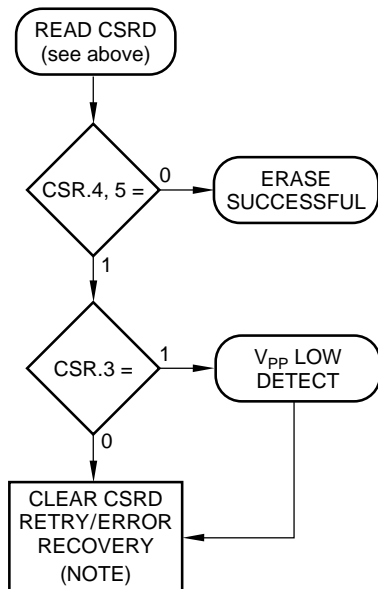 READ CSRD
(see above)
CSR.4, 5 =
0
ERASE
SUCCESSFUL
1
CSR.3 =
1
VPP LOW
DETECT
0
CLEAR CSRD
RETRY/ERROR
RECOVERY
(NOTE)